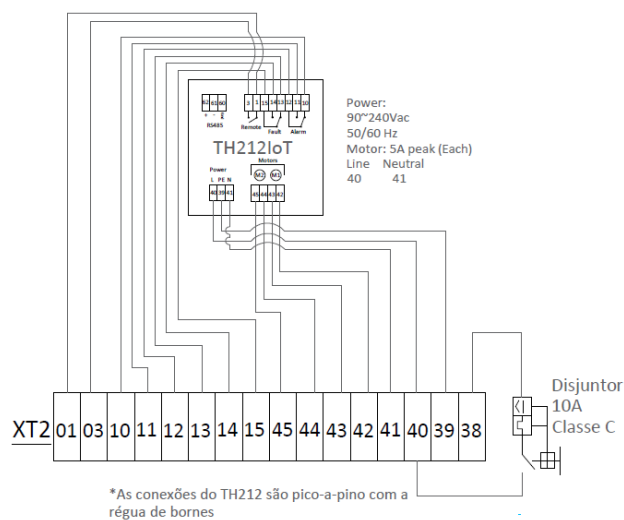 62 61 60
+ - PE
RS485
3 1 15 14 13 12 11 10
Remote Fault Alarm
TH212IoT
Motors
M2 M1
Power
L PE N
40 39 41
45 44 43 42
Power:
90~240Vac
50/60 Hz
Motor: 5A peak (Each)
Line Neutral
40 41
Disjuntor
10A
Classe C
XT2 01 03 10 11 12 13 14 15 45 44 43 42 41 40 39 38
*As conexões do TH212 são pico-a-pino com a
régua de bornes